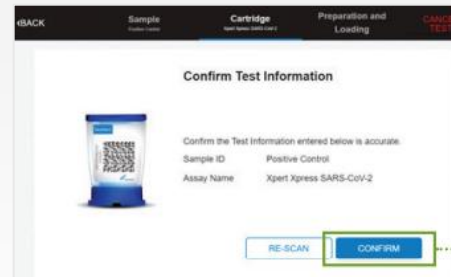 ‹BACK
Sample
Positive Control
Cartridge
Xpert Xpress SARS-CoV-2
Preparation and
Loading
CANCEL
TEST
Confirm Test Information
Confirm the Test Information entered below is accurate.
Sample ID Positive Control
Assay Name Xpert Xpress SARS-CoV-2
RE-SCAN
CONFIRM